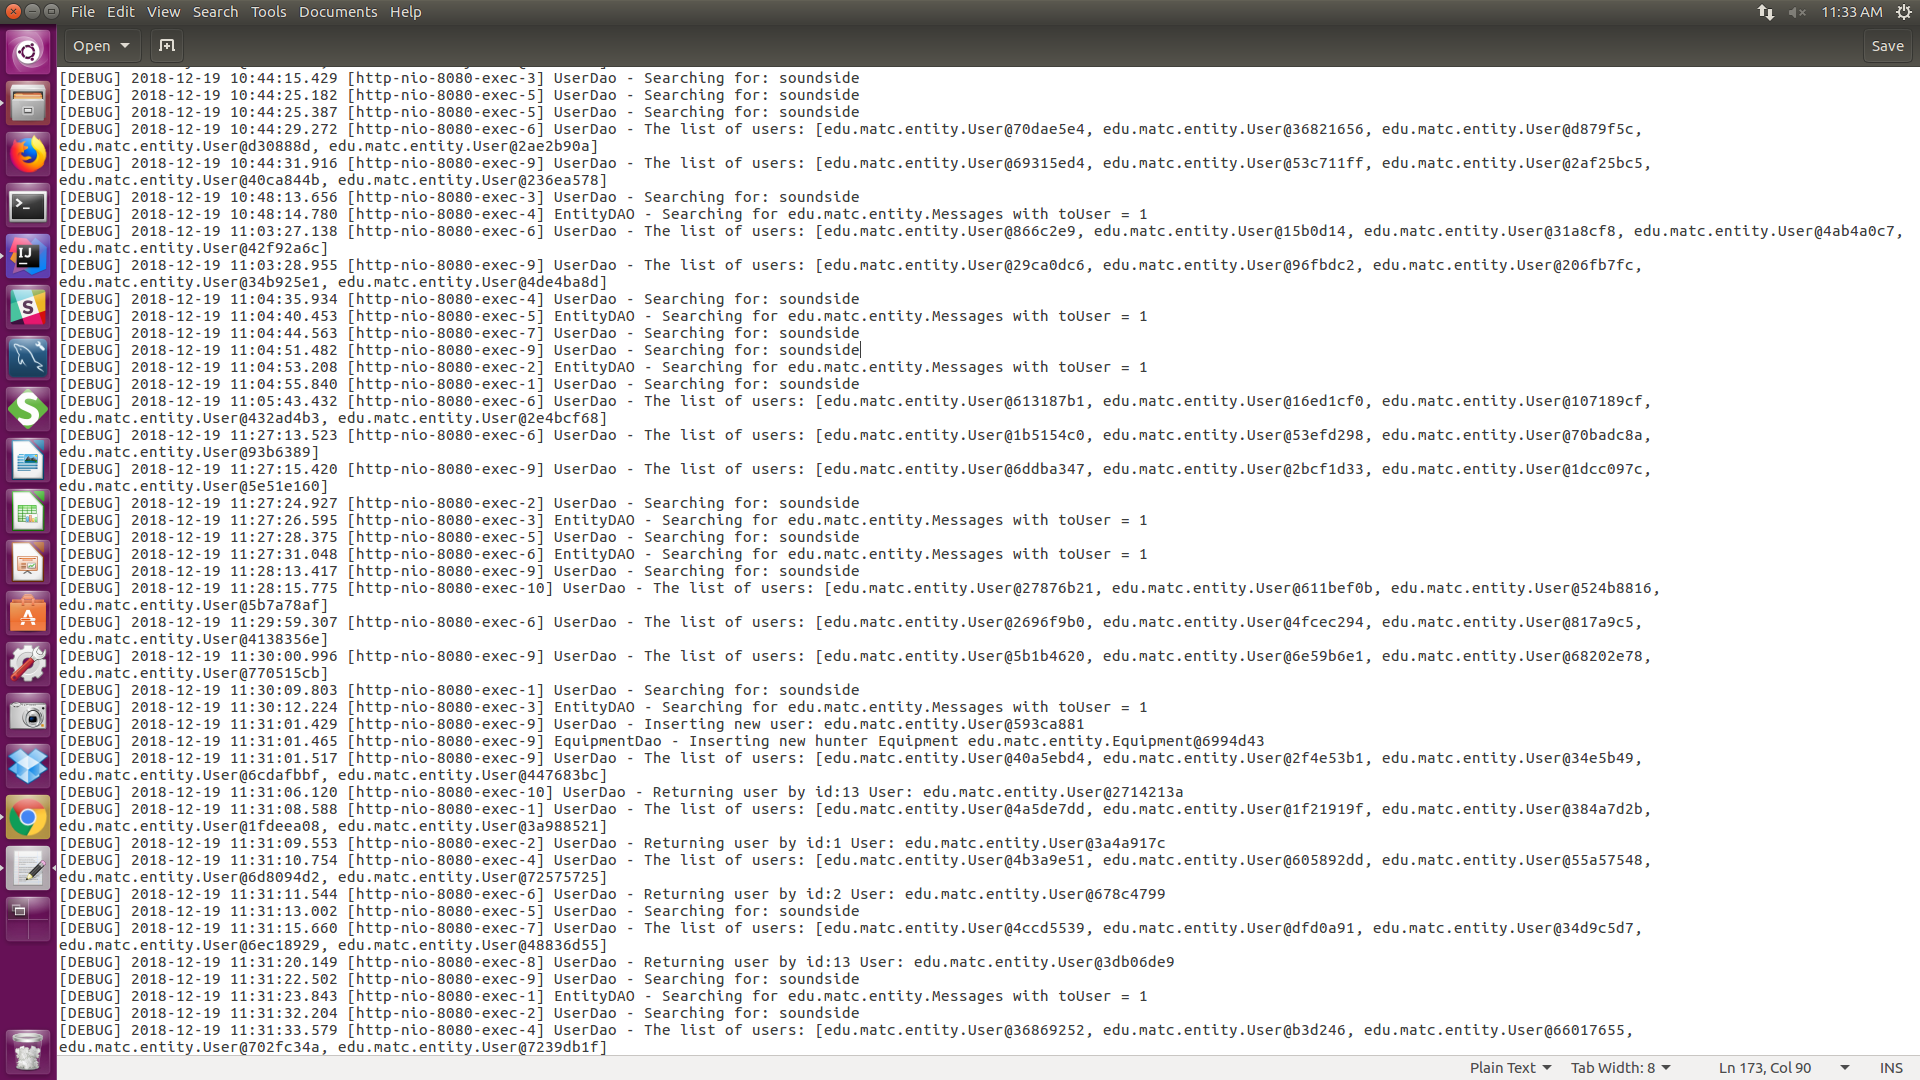 File Edit View Search Tools Documents Help 11:33 AM
Open Save
[DEBUG] 2018-12-19 10:44:15.429 [http-nio-8080-exec-3] UserDao - Searching for: soundside
[DEBUG] 2018-12-19 10:44:25.182 [http-nio-8080-exec-5] UserDao - Searching for: soundside
[DEBUG] 2018-12-19 10:44:25.387 [http-nio-8080-exec-5] UserDao - Searching for: soundside
[DEBUG] 2018-12-19 10:44:29.272 [http-nio-8080-exec-6] UserDao - The list of users: [edu.matc.entity.User@70dae5e4, edu.matc.entity.User@36821656, edu.matc.entity.User@d879f5c,
edu.matc.entity.User@d30888d, edu.matc.entity.User@2ae2b90a]
[DEBUG] 2018-12-19 10:44:31.916 [http-nio-8080-exec-9] UserDao - The list of users: [edu.matc.entity.User@69315ed4, edu.matc.entity.User@53c711ff, edu.matc.entity.User@2af25bc5,
edu.matc.entity.User@40ca844b, edu.matc.entity.User@236ea578]
[DEBUG] 2018-12-19 10:48:13.656 [http-nio-8080-exec-3] UserDao - Searching for: soundside
[DEBUG] 2018-12-19 10:48:14.780 [http-nio-8080-exec-4] EntityDAO - Searching for edu.matc.entity.Messages with toUser = 1
[DEBUG] 2018-12-19 11:03:27.138 [http-nio-8080-exec-6] UserDao - The list of users: [edu.matc.entity.User@866c2e9, edu.matc.entity.User@15b0d14, edu.matc.entity.User@31a8cf8, edu.matc.entity.User@4ab4a0c7,
edu.matc.entity.User@42f92a6c]
[DEBUG] 2018-12-19 11:03:28.955 [http-nio-8080-exec-9] UserDao - The list of users: [edu.matc.entity.User@29ca0dc6, edu.matc.entity.User@96fbdc2, edu.matc.entity.User@206fb7fc,
edu.matc.entity.User@34b925e1, edu.matc.entity.User@4de4ba8d]
[DEBUG] 2018-12-19 11:04:35.934 [http-nio-8080-exec-4] UserDao - Searching for: soundside
[DEBUG] 2018-12-19 11:04:40.453 [http-nio-8080-exec-5] EntityDAO - Searching for edu.matc.entity.Messages with toUser = 1
[DEBUG] 2018-12-19 11:04:44.563 [http-nio-8080-exec-7] UserDao - Searching for: soundside
[DEBUG] 2018-12-19 11:04:51.482 [http-nio-8080-exec-9] UserDao - Searching for: soundside
[DEBUG] 2018-12-19 11:04:53.208 [http-nio-8080-exec-2] EntityDAO - Searching for edu.matc.entity.Messages with toUser = 1
[DEBUG] 2018-12-19 11:04:55.840 [http-nio-8080-exec-1] UserDao - Searching for: soundside
[DEBUG] 2018-12-19 11:05:43.432 [http-nio-8080-exec-6] UserDao - The list of users: [edu.matc.entity.User@613187b1, edu.matc.entity.User@16ed1cf0, edu.matc.entity.User@107189cf,
edu.matc.entity.User@432ad4b3, edu.matc.entity.User@2e4bcf68]
[DEBUG] 2018-12-19 11:27:13.523 [http-nio-8080-exec-6] UserDao - The list of users: [edu.matc.entity.User@1b5154c0, edu.matc.entity.User@53efd298, edu.matc.entity.User@70badc8a,
edu.matc.entity.User@93b6389]
[DEBUG] 2018-12-19 11:27:15.420 [http-nio-8080-exec-9] UserDao - The list of users: [edu.matc.entity.User@6ddba347, edu.matc.entity.User@2bcf1d33, edu.matc.entity.User@1dcc097c,
edu.matc.entity.User@5e51e160]
[DEBUG] 2018-12-19 11:27:24.927 [http-nio-8080-exec-2] UserDao - Searching for: soundside
[DEBUG] 2018-12-19 11:27:26.595 [http-nio-8080-exec-3] EntityDAO - Searching for edu.matc.entity.Messages with toUser = 1
[DEBUG] 2018-12-19 11:27:28.375 [http-nio-8080-exec-5] UserDao - Searching for: soundside
[DEBUG] 2018-12-19 11:27:31.048 [http-nio-8080-exec-6] EntityDAO - Searching for edu.matc.entity.Messages with toUser = 1
[DEBUG] 2018-12-19 11:28:13.417 [http-nio-8080-exec-9] UserDao - Searching for: soundside
[DEBUG] 2018-12-19 11:28:15.775 [http-nio-8080-exec-10] UserDao - The list of users: [edu.matc.entity.User@27876b21, edu.matc.entity.User@611bef0b, edu.matc.entity.User@524b8816,
edu.matc.entity.User@5b7a78af]
[DEBUG] 2018-12-19 11:29:59.307 [http-nio-8080-exec-6] UserDao - The list of users: [edu.matc.entity.User@2696f9b0, edu.matc.entity.User@4fcec294, edu.matc.entity.User@817a9c5,
edu.matc.entity.User@4138356e]
[DEBUG] 2018-12-19 11:30:00.996 [http-nio-8080-exec-9] UserDao - The list of users: [edu.matc.entity.User@5b1b4620, edu.matc.entity.User@6e59b6e1, edu.matc.entity.User@68202e78,
edu.matc.entity.User@770515cb]
[DEBUG] 2018-12-19 11:30:09.803 [http-nio-8080-exec-1] UserDao - Searching for: soundside
[DEBUG] 2018-12-19 11:30:12.224 [http-nio-8080-exec-3] EntityDAO - Searching for edu.matc.entity.Messages with toUser = 1
[DEBUG] 2018-12-19 11:31:01.429 [http-nio-8080-exec-9] UserDao - Inserting new user: edu.matc.entity.User@593ca881
[DEBUG] 2018-12-19 11:31:01.465 [http-nio-8080-exec-9] EquipmentDao - Inserting new hunter Equipment edu.matc.entity.Equipment@6994d43
[DEBUG] 2018-12-19 11:31:01.517 [http-nio-8080-exec-9] UserDao - The list of users: [edu.matc.entity.User@40a5ebd4, edu.matc.entity.User@2f4e53b1, edu.matc.entity.User@34e5b49,
edu.matc.entity.User@6cdafbbf, edu.matc.entity.User@447683bc]
[DEBUG] 2018-12-19 11:31:06.120 [http-nio-8080-exec-10] UserDao - Returning user by id:13 User: edu.matc.entity.User@2714213a
[DEBUG] 2018-12-19 11:31:08.588 [http-nio-8080-exec-1] UserDao - The list of users: [edu.matc.entity.User@4a5de7dd, edu.matc.entity.User@1f21919f, edu.matc.entity.User@384a7d2b,
edu.matc.entity.User@1fdeea08, edu.matc.entity.User@3a988521]
[DEBUG] 2018-12-19 11:31:09.553 [http-nio-8080-exec-2] UserDao - Returning user by id:1 User: edu.matc.entity.User@3a4a917c
[DEBUG] 2018-12-19 11:31:10.754 [http-nio-8080-exec-4] UserDao - The list of users: [edu.matc.entity.User@4b3a9e51, edu.matc.entity.User@605892dd, edu.matc.entity.User@55a57548,
edu.matc.entity.User@6d8094d2, edu.matc.entity.User@72575725]
[DEBUG] 2018-12-19 11:31:11.544 [http-nio-8080-exec-6] UserDao - Returning user by id:2 User: edu.matc.entity.User@678c4799
[DEBUG] 2018-12-19 11:31:13.002 [http-nio-8080-exec-5] UserDao - Searching for: soundside
[DEBUG] 2018-12-19 11:31:15.660 [http-nio-8080-exec-7] UserDao - The list of users: [edu.matc.entity.User@4ccd5539, edu.matc.entity.User@dfd0a91, edu.matc.entity.User@34d9c5d7,
edu.matc.entity.User@6ec18929, edu.matc.entity.User@48836d55]
[DEBUG] 2018-12-19 11:31:20.149 [http-nio-8080-exec-8] UserDao - Returning user by id:13 User: edu.matc.entity.User@3db06de9
[DEBUG] 2018-12-19 11:31:22.502 [http-nio-8080-exec-9] UserDao - Searching for: soundside
[DEBUG] 2018-12-19 11:31:23.843 [http-nio-8080-exec-1] EntityDAO - Searching for edu.matc.entity.Messages with toUser = 1
[DEBUG] 2018-12-19 11:31:32.204 [http-nio-8080-exec-2] UserDao - Searching for: soundside
[DEBUG] 2018-12-19 11:31:33.579 [http-nio-8080-exec-4] UserDao - The list of users: [edu.matc.entity.User@36869252, edu.matc.entity.User@b3d246, edu.matc.entity.User@66017655,
edu.matc.entity.User@702fc34a, edu.matc.entity.User@7239db1f]
Plain Text Tab Width: 8 Ln 173, Col 90 INS